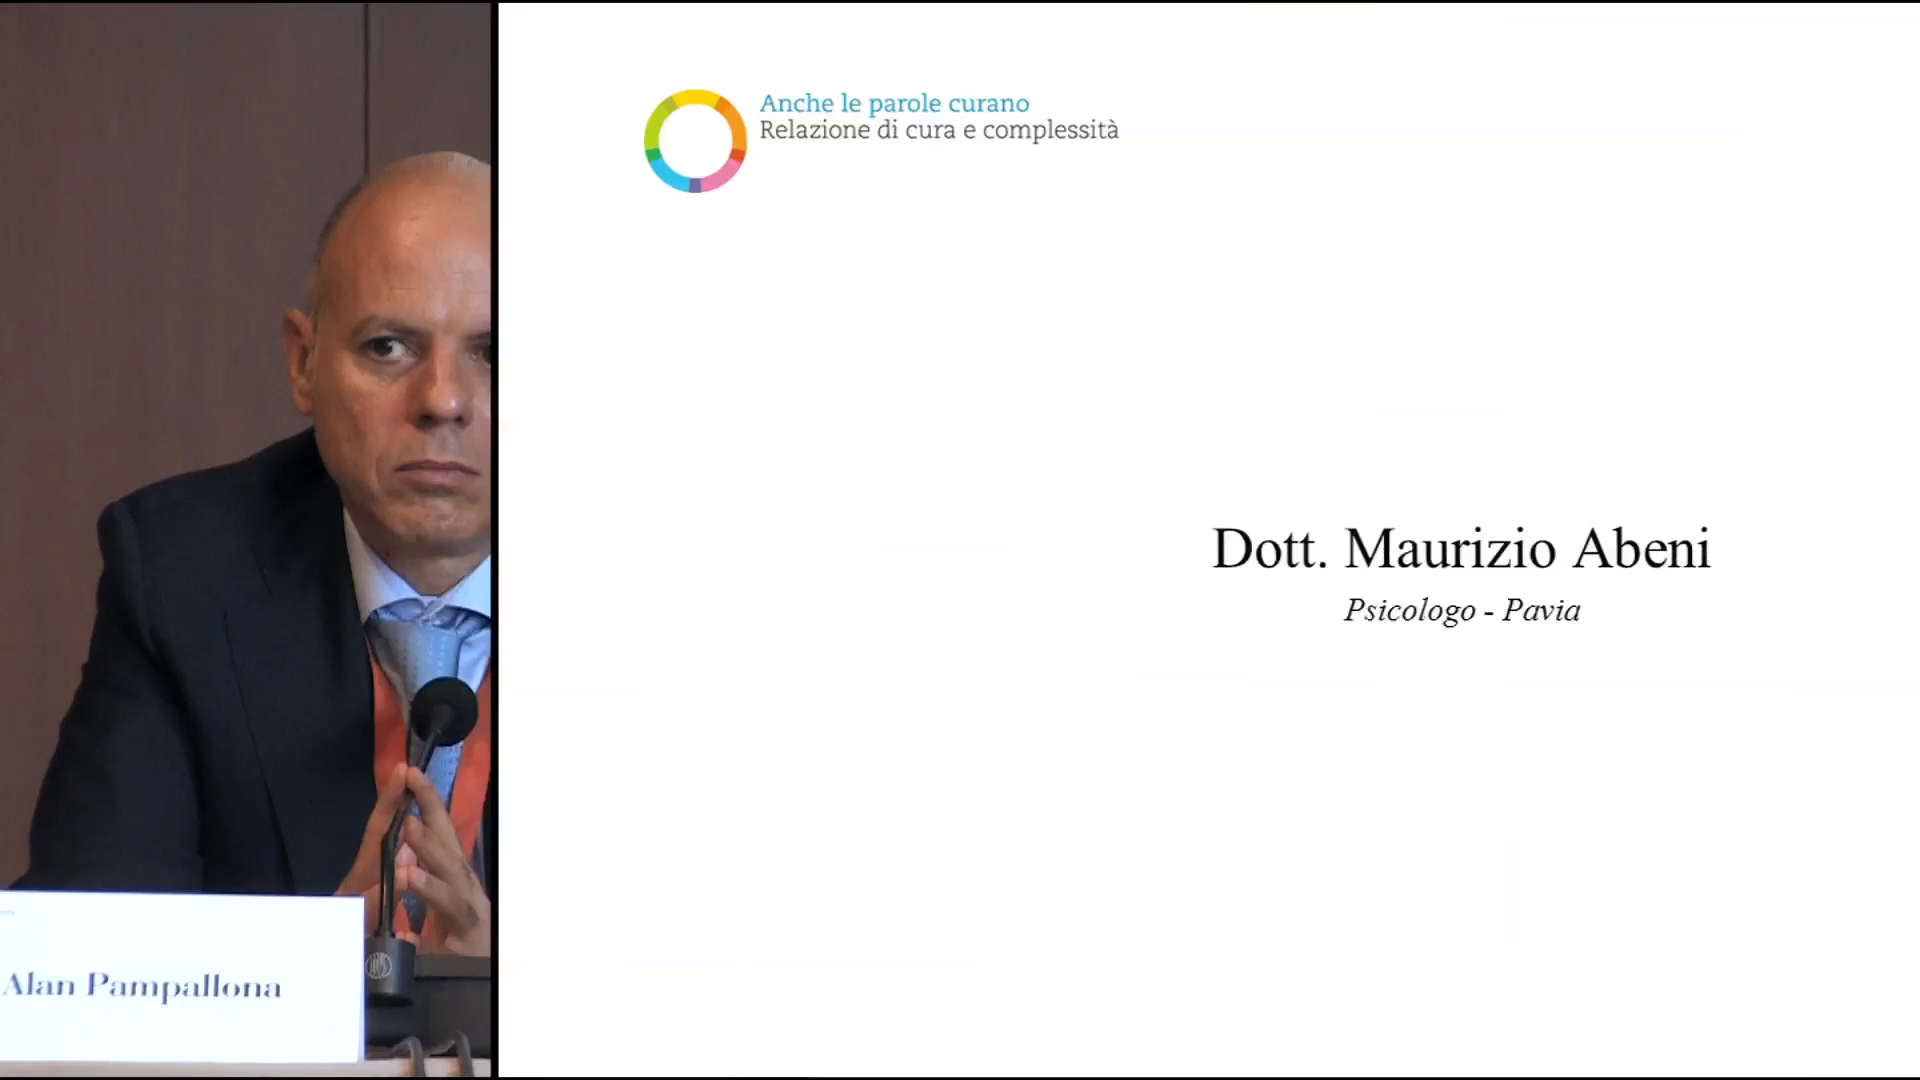 Anche le parole curano
Relazione di cura e complessità
Dott. Maurizio Abeni
Psicologo - Pavia
Alan Pampallona